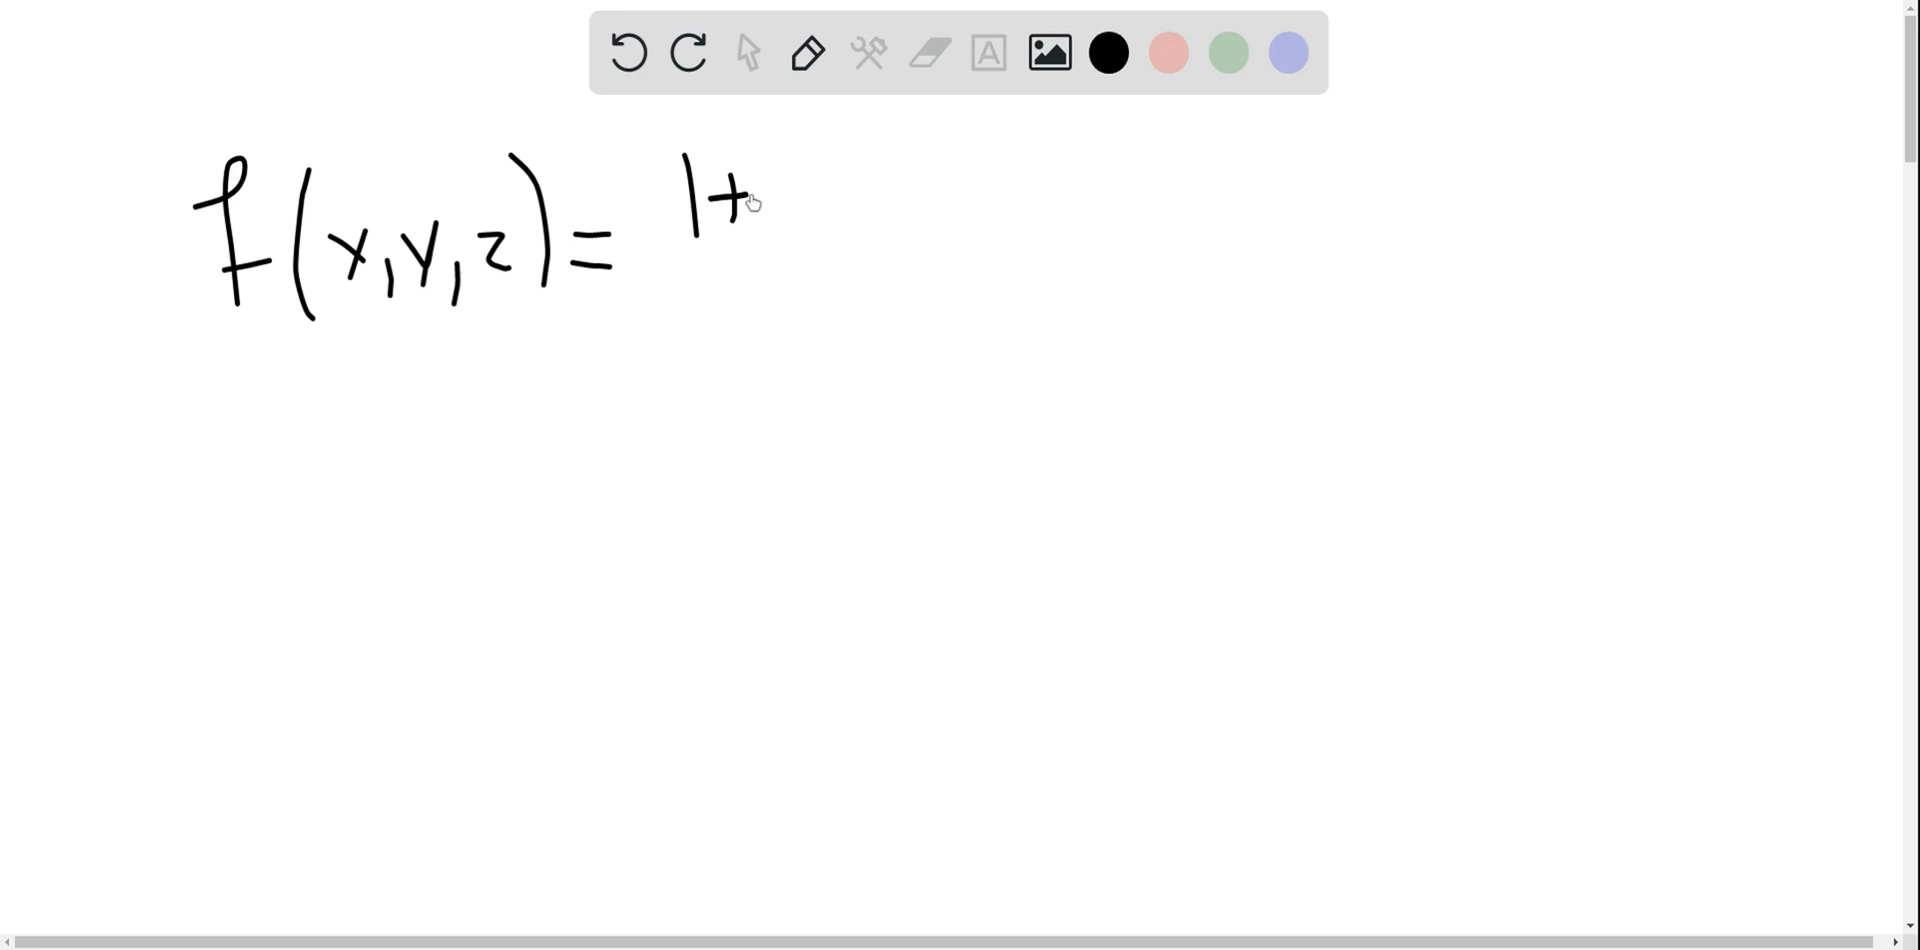 A
f(x,y,z)= 1+